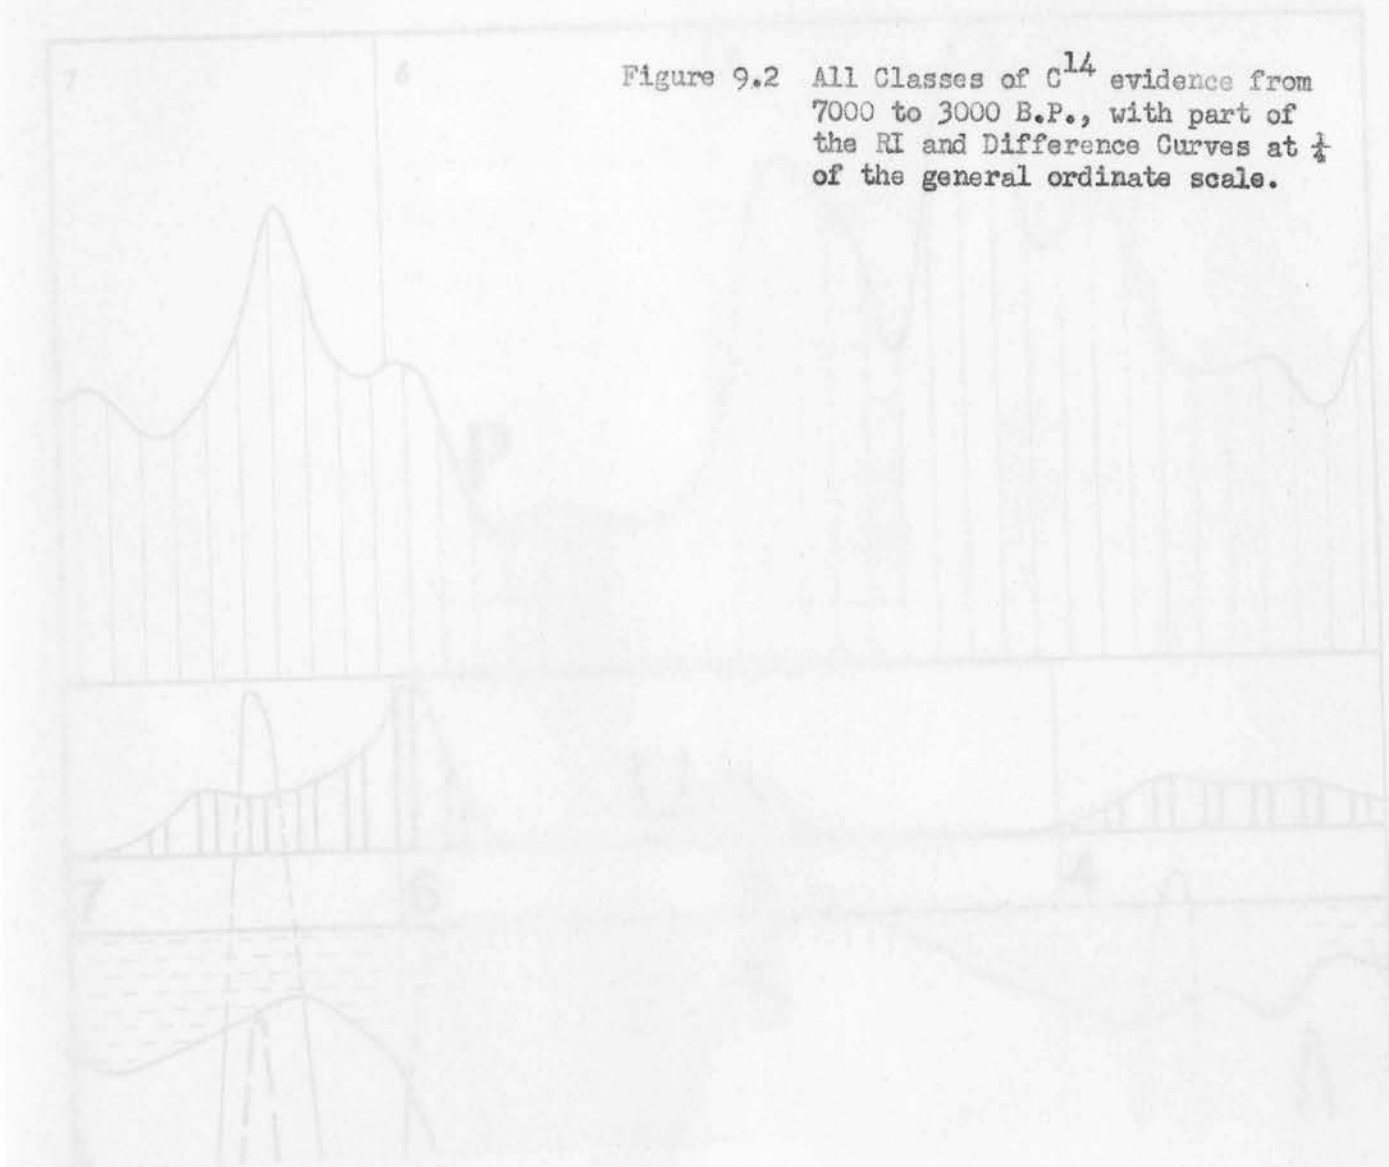 7 6
Figure 9.2 All Classes of C¹⁴ evidence from
7000 to 3000 B.P., with part of
the RI and Difference Curves at ¼
of the general ordinate scale.
P
U
7 6 4